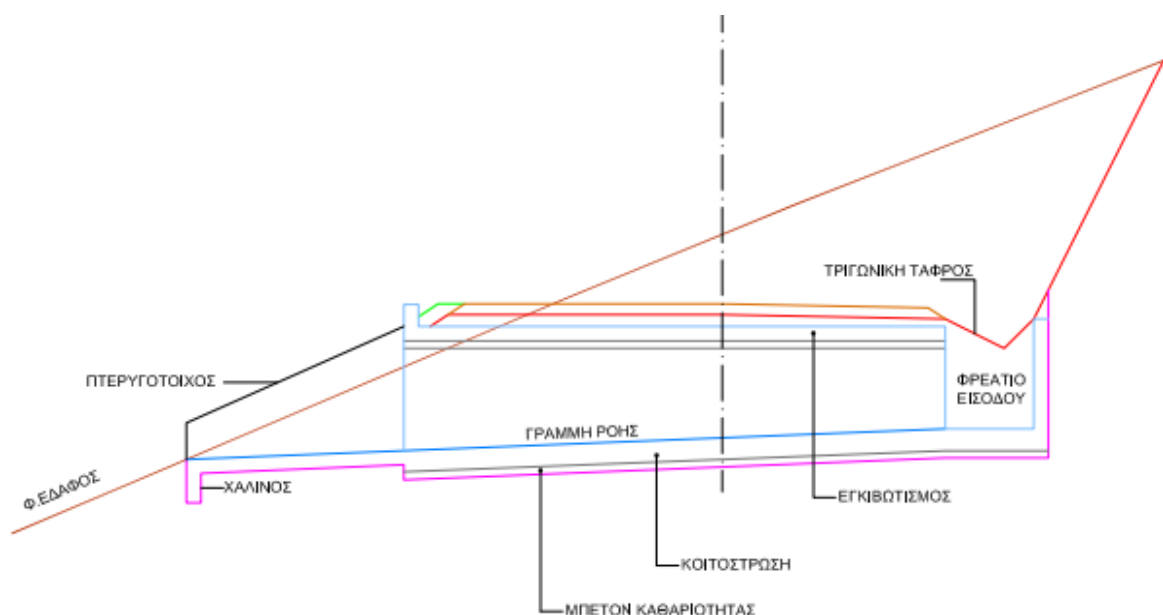 ΤΡΙΓΩΝΙΚΗ ΤΑΦΡΟΣ
ΠΤΕΡΥΓΟΤΟΙΧΟΣ
ΦΡΕΑΤΙΟ
ΕΙΣΟΔΟΥ
ΓΡΑΜΜΗ ΡΟΗΣ
Φ.ΕΔΑΦΟΣ
ΧΑΛΙΝΟΣ
ΕΓΚΙΒΩΤΙΣΜΟΣ
ΚΟΙΤΟΣΤΡΩΣΗ
ΜΠΕΤΟΝ ΚΑΘΑΡΙΟΤΗΤΑΣ